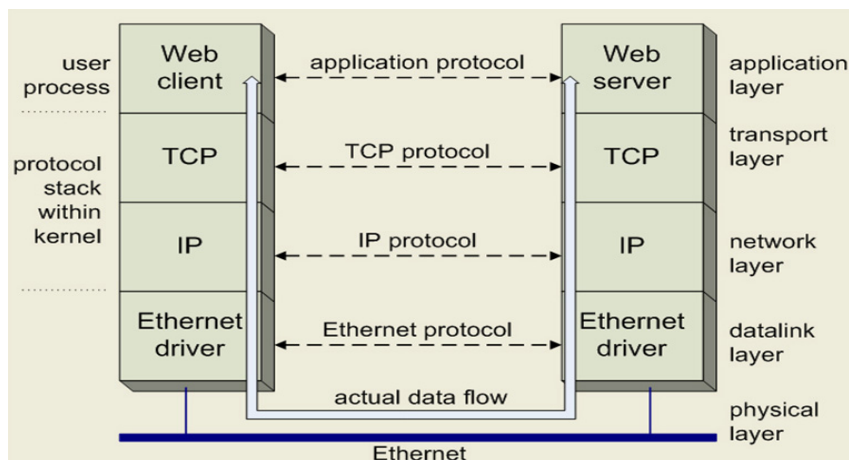 user
process
Web
client
application protocol
Web
server
application
layer
protocol
stack
within
kernel
TCP
TCP protocol
TCP
transport
layer
IP
IP protocol
IP
network
layer
Ethernet
driver
Ethernet protocol
Ethernet
driver
datalink
layer
actual data flow
physical
layer
Ethernet